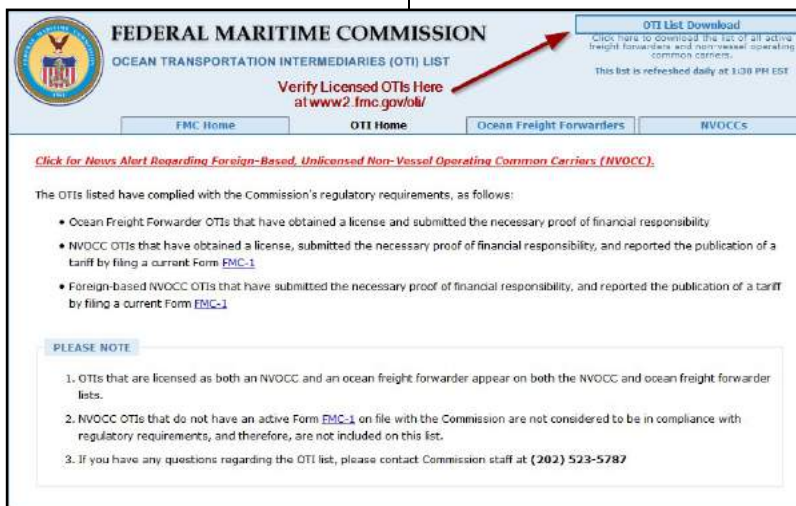 FEDERAL MARITIME COMMISSION
OCEAN TRANSPORTATION INTERMEDIARIES (OTI) LIST
OTI List Download
Click here to download the list of all active
freight forwarders and non-vessel operating
common carriers.
This list is refreshed daily at 1:30 PM EST
Verify Licensed OTIs Here
at www2.fmc.gov/oli/
FMC Home OTI Home Ocean Freight Forwarders NVOCCs
Click for News Alert Regarding Foreign-Based, Unlicensed Non-Vessel Operating Common Carriers (NVOCC).
The OTIs listed have complied with the Commission's regulatory requirements, as follows:
• Ocean Freight Forwarder OTIs that have obtained a license and submitted the necessary proof of financial responsibility
• NVOCC OTIs that have obtained a license, submitted the necessary proof of financial responsibility, and reported the publication of a
tariff by filing a current Form FMC-1
• Foreign-based NVOCC OTIs that have submitted the necessary proof of financial responsibility, and reported the publication of a tariff
by filing a current Form FMC-1
PLEASE NOTE
1. OTIs that are licensed as both an NVOCC and an ocean freight forwarder appear on both the NVOCC and ocean freight forwarder
lists.
2. NVOCC OTIs that do not have an active Form FMC-1 on file with the Commission are not considered to be in compliance with
regulatory requirements, and therefore, are not included on this list.
3. If you have any questions regarding the OTI list, please contact Commission staff at (202) 523-5787